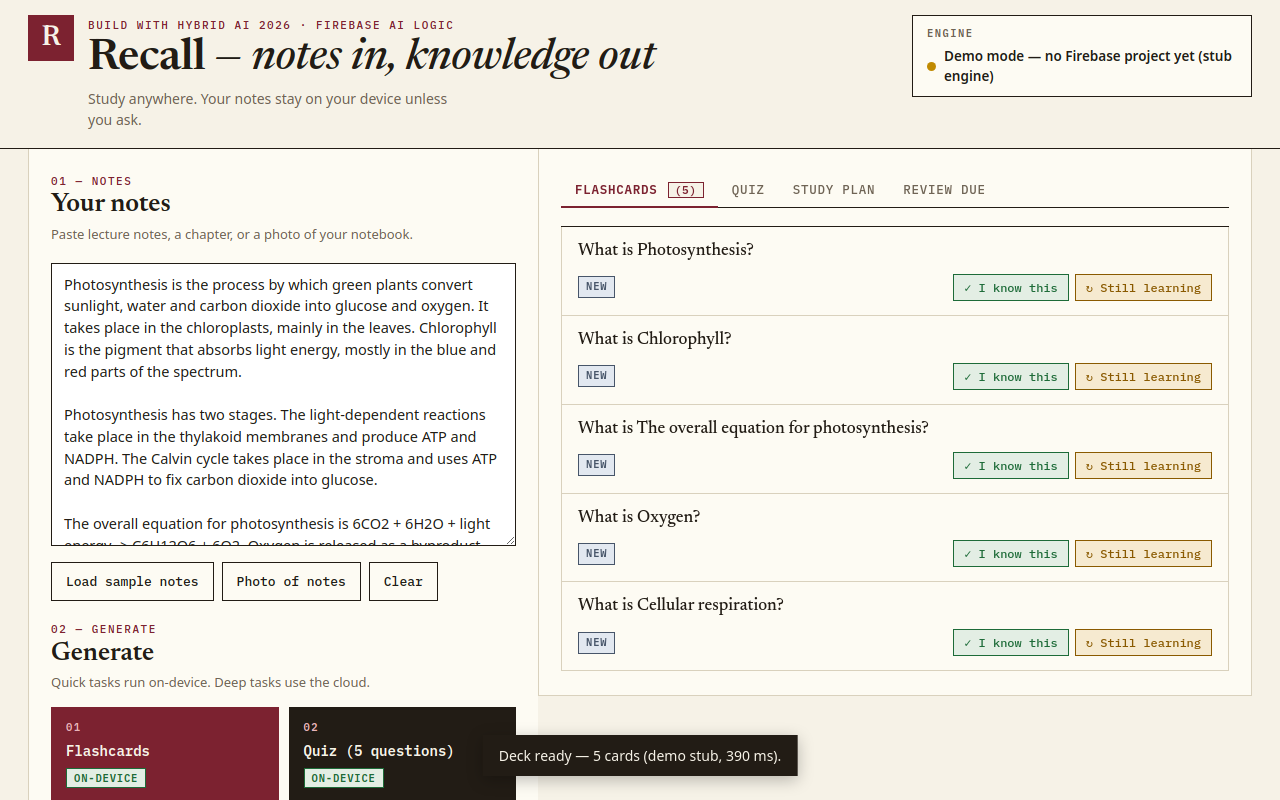 R
BUILD WITH HYBRID AI 2026 · FIREBASE AI LOGIC
Recall – notes in, knowledge out
Study anywhere. Your notes stay on your device unless
you ask.
ENGINE
Demo mode — no Firebase project yet (stub
engine)
01 — NOTES
Your notes
Paste lecture notes, a chapter, or a photo of your notebook.
Photosynthesis is the process by which green plants convert
sunlight, water and carbon dioxide into glucose and oxygen. It
takes place in the chloroplasts, mainly in the leaves. Chlorophyll
is the pigment that absorbs light energy, mostly in the blue and
red parts of the spectrum.
Photosynthesis has two stages. The light-dependent reactions
take place in the thylakoid membranes and produce ATP and
NADPH. The Calvin cycle takes place in the stroma and uses ATP
and NADPH to fix carbon dioxide into glucose.
The overall equation for photosynthesis is 6CO2 + 6H2O + light
energy -> C6H12O6 + 6O2. Oxygen is released as a byproduct
Load sample notes
Photo of notes
Clear
02 — GENERATE
Generate
Quick tasks run on-device. Deep tasks use the cloud.
01
Flashcards
ON-DEVICE
02
Quiz (5 questions)
ON-DEVICE
FLASHCARDS (5) QUIZ STUDY PLAN REVIEW DUE
What is Photosynthesis?
NEW
✓ I know this
↻ Still learning
What is Chlorophyll?
NEW
✓ I know this
↻ Still learning
What is The overall equation for photosynthesis?
NEW
✓ I know this
↻ Still learning
What is Oxygen?
NEW
✓ I know this
↻ Still learning
What is Cellular respiration?
NEW
✓ I know this
↻ Still learning
Deck ready — 5 cards (demo stub, 390 ms).